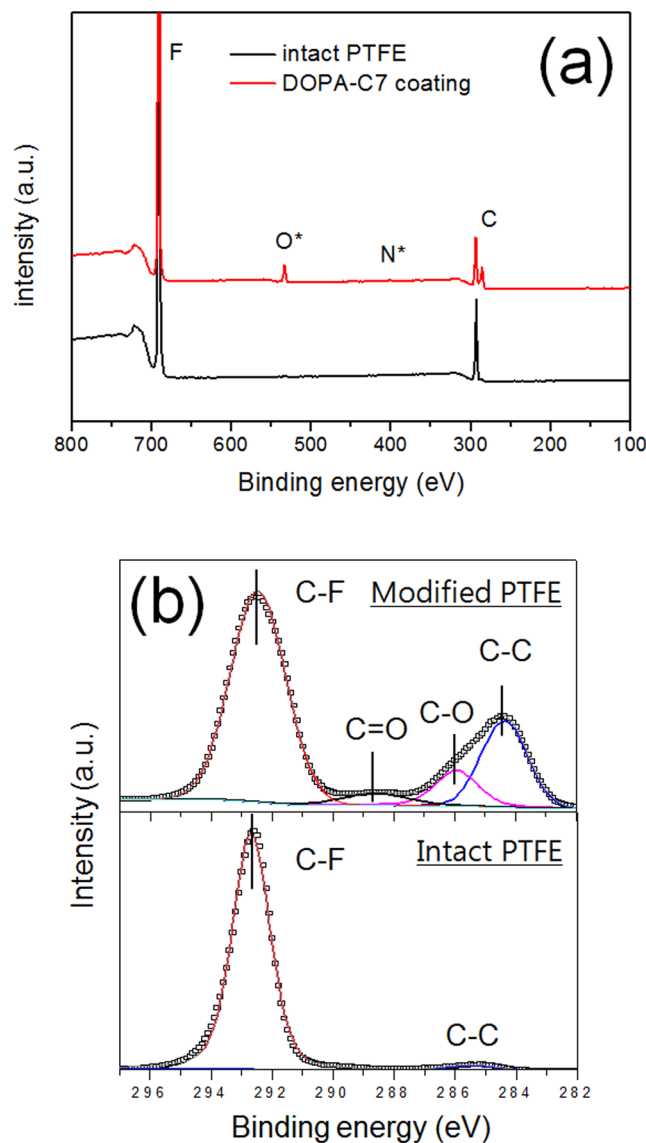 F
intact PTFE
DOPA-C7 coating
(a)
O*
N*
C
intensity (a.u.)
800 700 600 500 400 300 200 100
Binding energy (eV)
(b)
C-F
Modified PTFE
C-C
C=O
C-O
C-F
Intact PTFE
C-C
Intensity (a.u.)
296 294 292 290 288 286 284 282
Binding energy (eV)